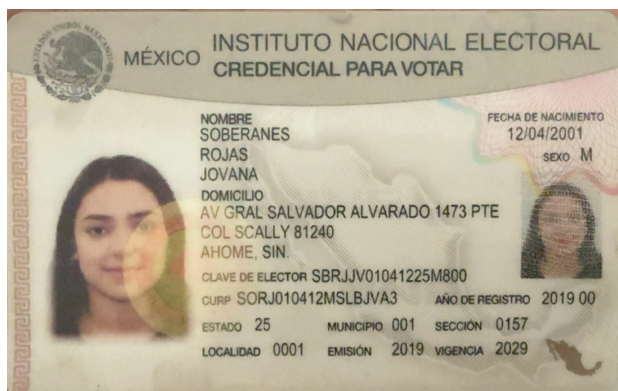 ESTADOS UNIDOS MEXICANOS
MÉXICO INSTITUTO NACIONAL ELECTORAL
CREDENCIAL PARA VOTAR
NOMBRE
SOBERANES
ROJAS
JOVANA
FECHA DE NACIMIENTO
12/04/2001
SEXO M
DOMICILIO
AV GRAL SALVADOR ALVARADO 1473 PTE
COL SCALLY 81240
AHOME, SIN.
CLAVE DE ELECTOR SBRJJV01041225M800
CURP SORJ010412MSLBJVA3 AÑO DE REGISTRO 2019 00
ESTADO 25 MUNICIPIO 001 SECCIÓN 0157
LOCALIDAD 0001 EMISIÓN 2019 VIGENCIA 2029